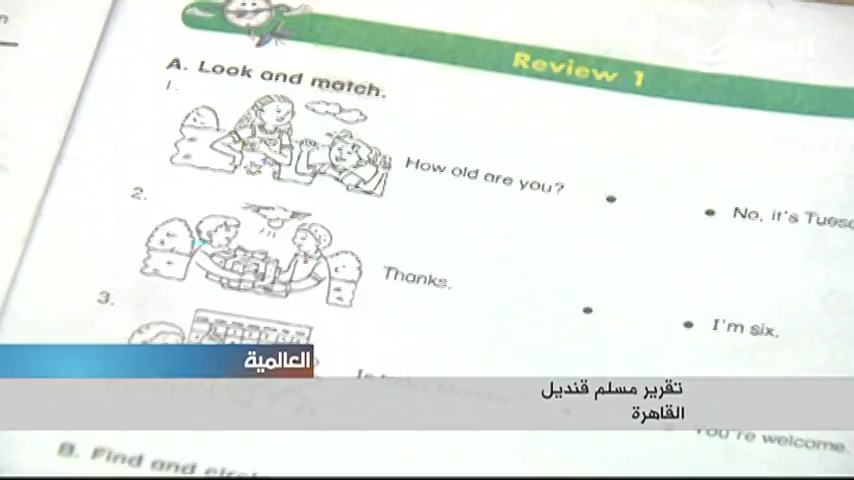 Review 1
A. Look and match.
1.
How old are you?
No, it's
2.
Thanks.
I'm six.
3.
You're welcome.
B. Find and
العالمية
تقرير مسلم قنديل
القاهرة